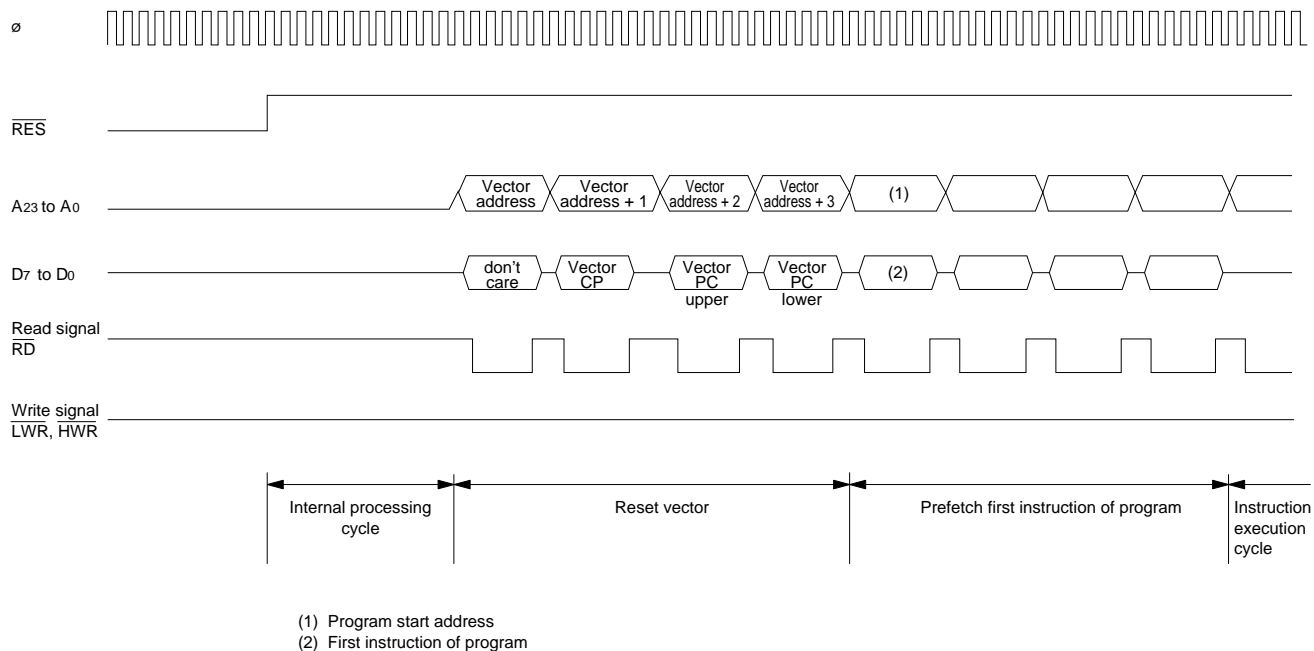 ø
RES
A23 to A0
Vector address
Vector address + 1
Vector address + 2
Vector address + 3
(1)
D7 to D0
don't care
Vector CP
Vector PC upper
Vector PC lower
(2)
Read signal
RD
Write signal
LWR, HWR
Internal processing cycle
Reset vector
Prefetch first instruction of program
Instruction execution cycle
(1) Program start address
(2) First instruction of program